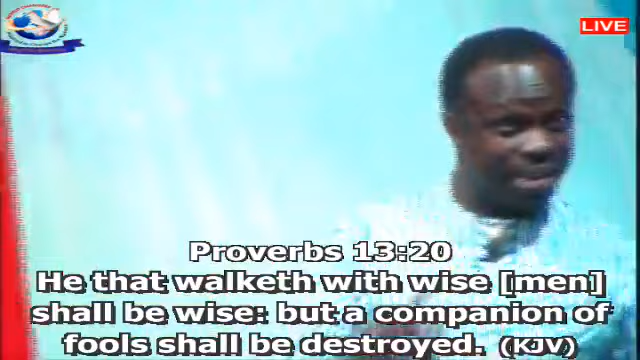 LIVE
Proverbs 13:20
He that walketh with wise [men]
shall be wise: but a companion of
fools shall be destroyed. (KJV)